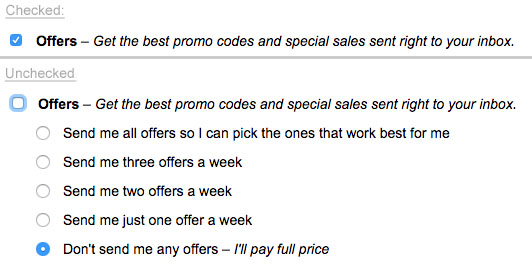 Checked:
Offers – Get the best promo codes and special sales sent right to your inbox.
Unchecked
Offers – Get the best promo codes and special sales sent right to your inbox.
Send me all offers so I can pick the ones that work best for me
Send me three offers a week
Send me two offers a week
Send me just one offer a week
Don't send me any offers – I'll pay full price